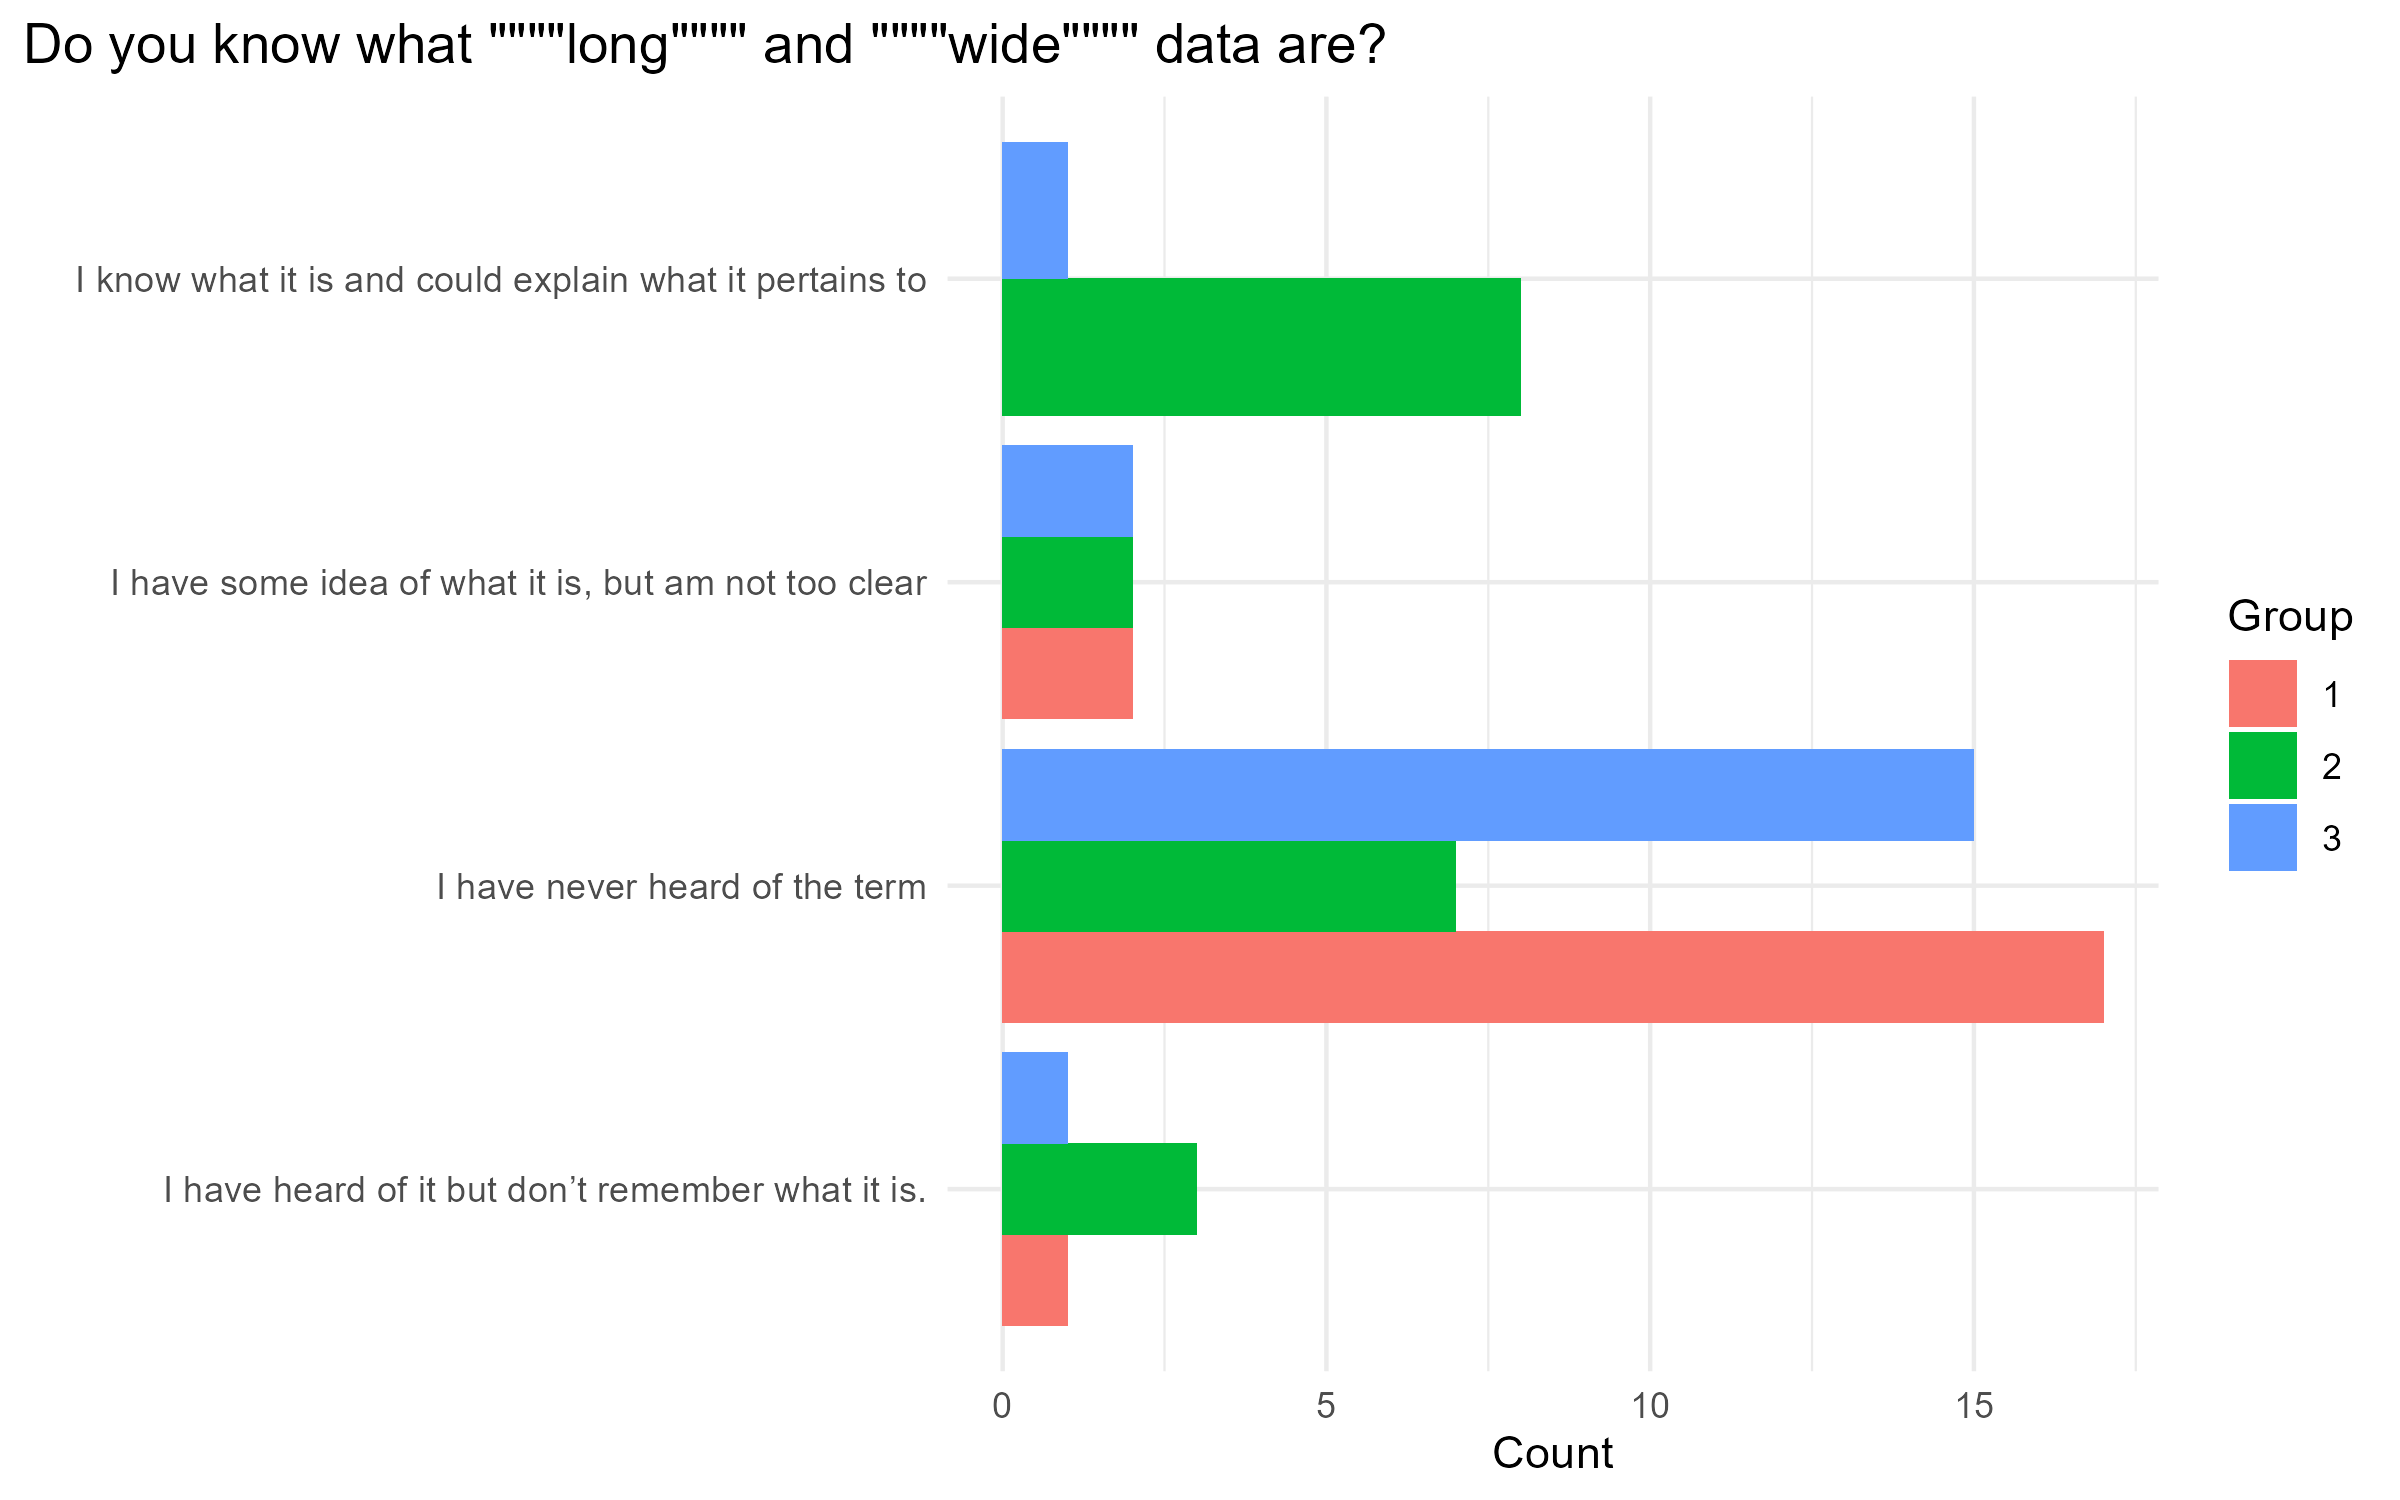 Do you know what """"long"""" and """"wide"""" data are?
I know what it is and could explain what it pertains to
I have some idea of what it is, but am not too clear
I have never heard of the term
I have heard of it but don’t remember what it is.
0 5 10 15
Count
Group
1
2
3